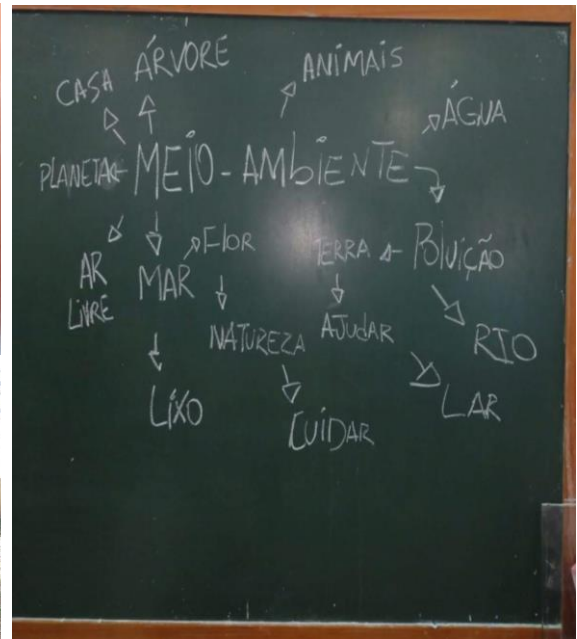 CASA ÁRVORE ANIMAIS
ÁGUA
PLANETA MEIO-AMBIENTE
AR LIVRE
MAR Flor TERRA POluiçÃO
NATUREZA AJUdAR RIO
LiXO CUIDAR LAR